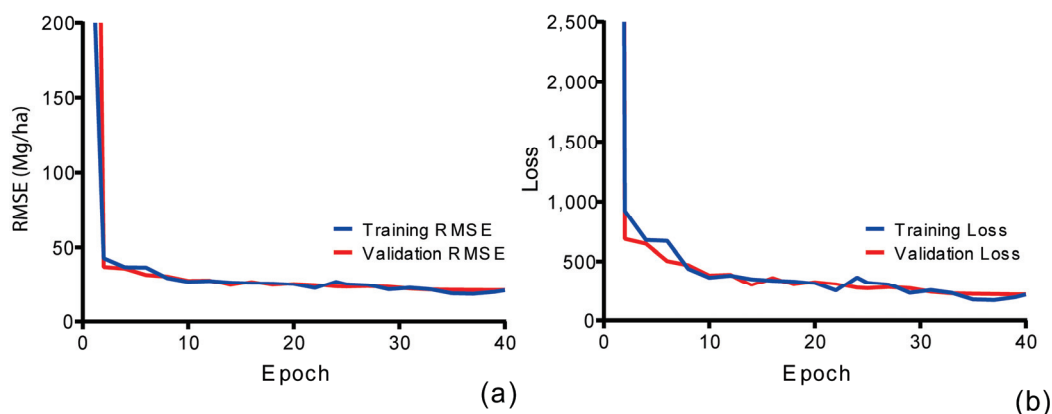 200
150
100
50
0
RMSE (Mg/ha)
Training RMSE
Validation RMSE
0 10 20 30 40
Epoch
(a)
2,500
2,000
1,500
1,000
500
0
Loss
Training Loss
Validation Loss
0 10 20 30 40
Epoch
(b)